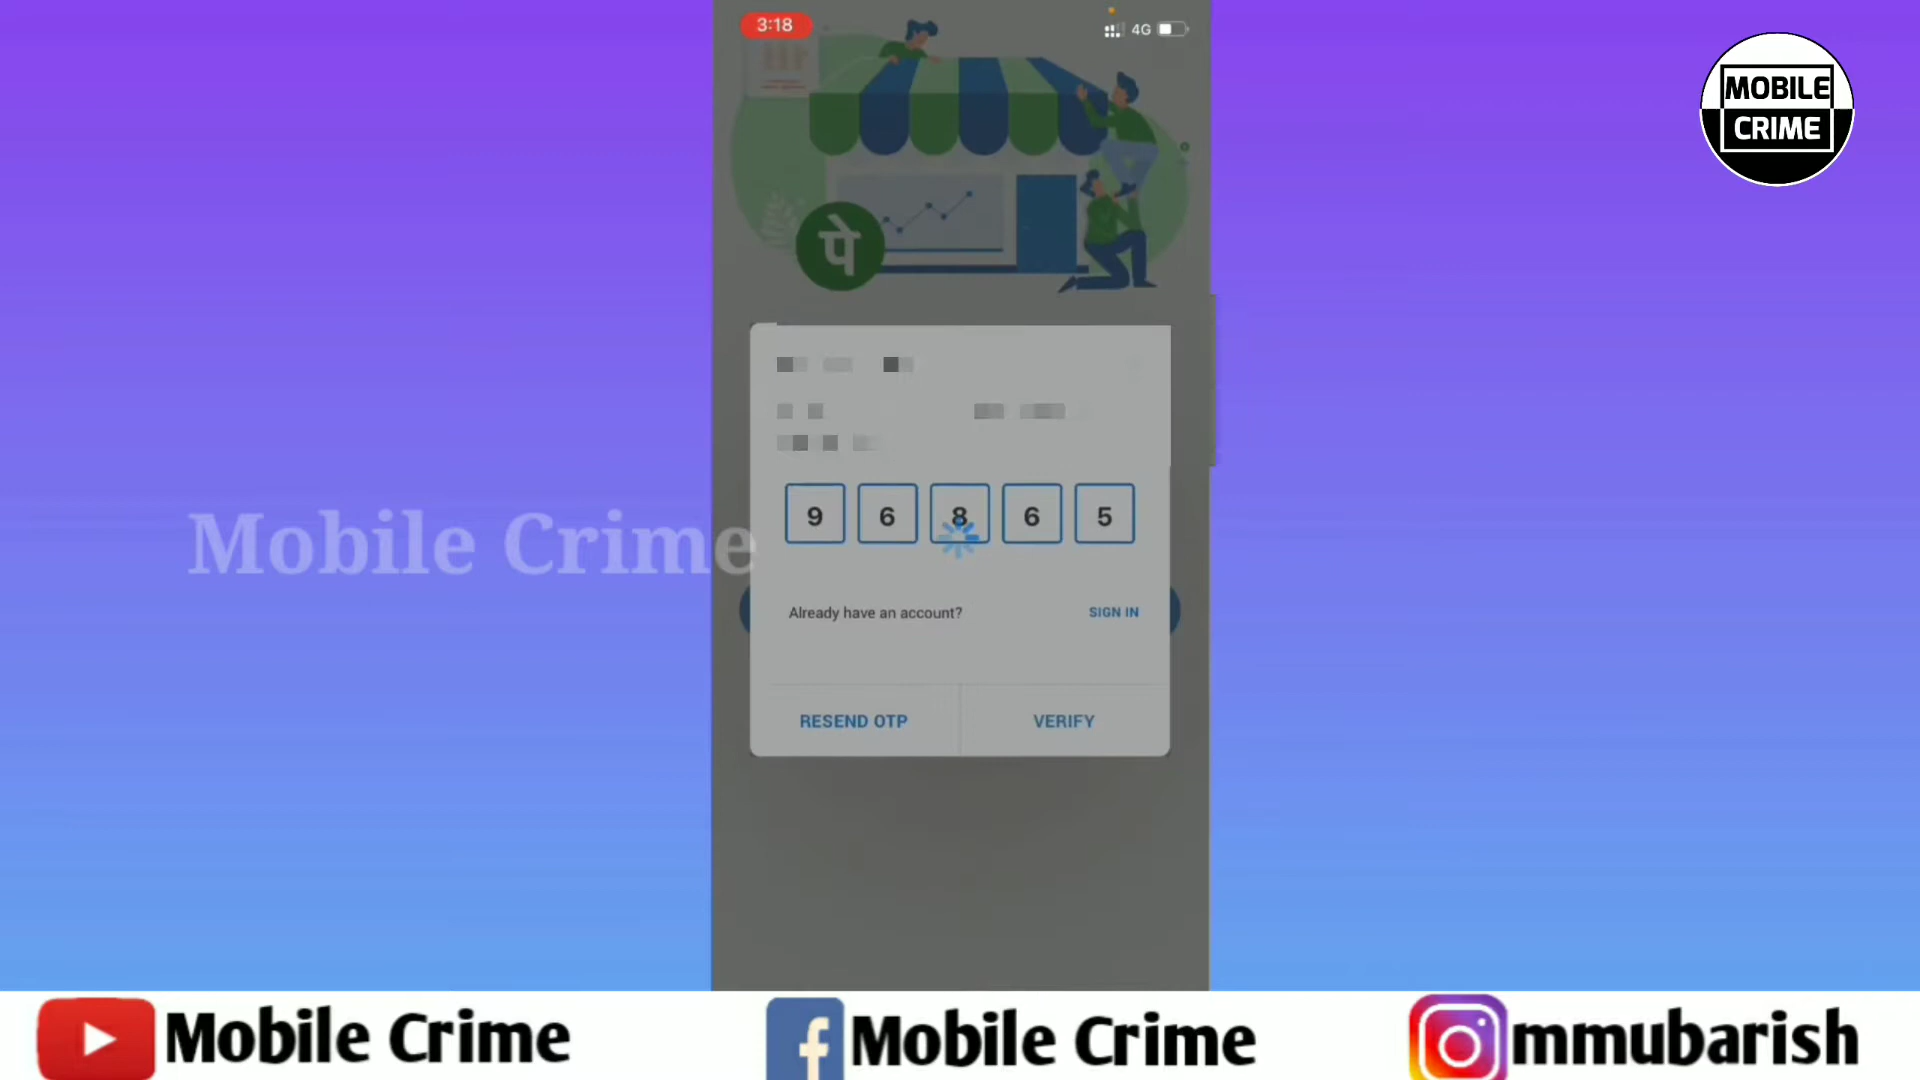 3:18
4G
MOBILE
CRIME
पे
9 6 8 6 5
Mobile Crime
Already have an account?
SIGN IN
RESEND OTP
VERIFY
Mobile Crime
Mobile Crime
mmubarish